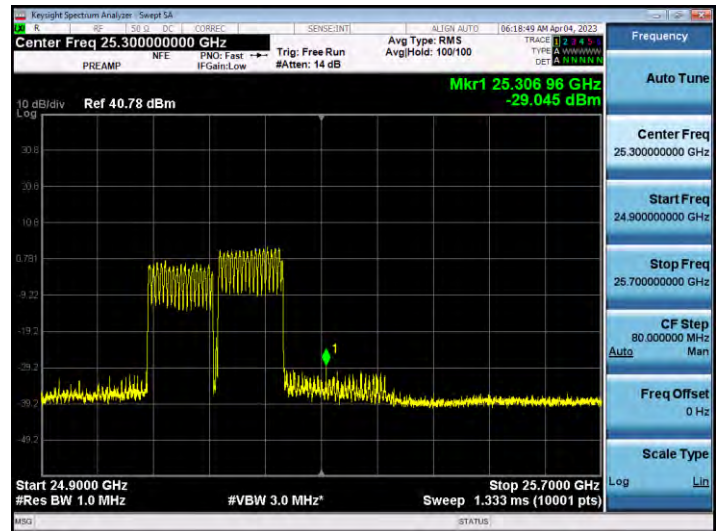 Keysight Spectrum Analyzer - Swept SA
R RF 50 Ω DC CORREC SENSE:INT ALIGN AUTO 06:18:49 AM Apr 04, 2023
Center Freq 25.300000000 GHz
NFE
PREAMP
PNO: Fast
IFGain:Low
Trig: Free Run
#Atten: 14 dB
Avg Type: RMS
Avg|Hold: 100/100
TRACE 1 2 3 4 5 6
TYPE A WWWWW
DET A N N N N N
Mkr1 25.306 96 GHz
-29.045 dBm
10 dB/div Ref 40.78 dBm
Log
30.8
20.8
10.8
0.781
-9.22
-19.2
-29.2
-39.2
-49.2
1
Start 24.9000 GHz Stop 25.7000 GHz
#Res BW 1.0 MHz #VBW 3.0 MHz* Sweep 1.333 ms (10001 pts)
MSG STATUS
Frequency
Auto Tune
Center Freq
25.300000000 GHz
Start Freq
24.900000000 GHz
Stop Freq
25.700000000 GHz
CF Step
80.000000 MHz
Auto Man
Freq Offset
0 Hz
Scale Type
Log Lin